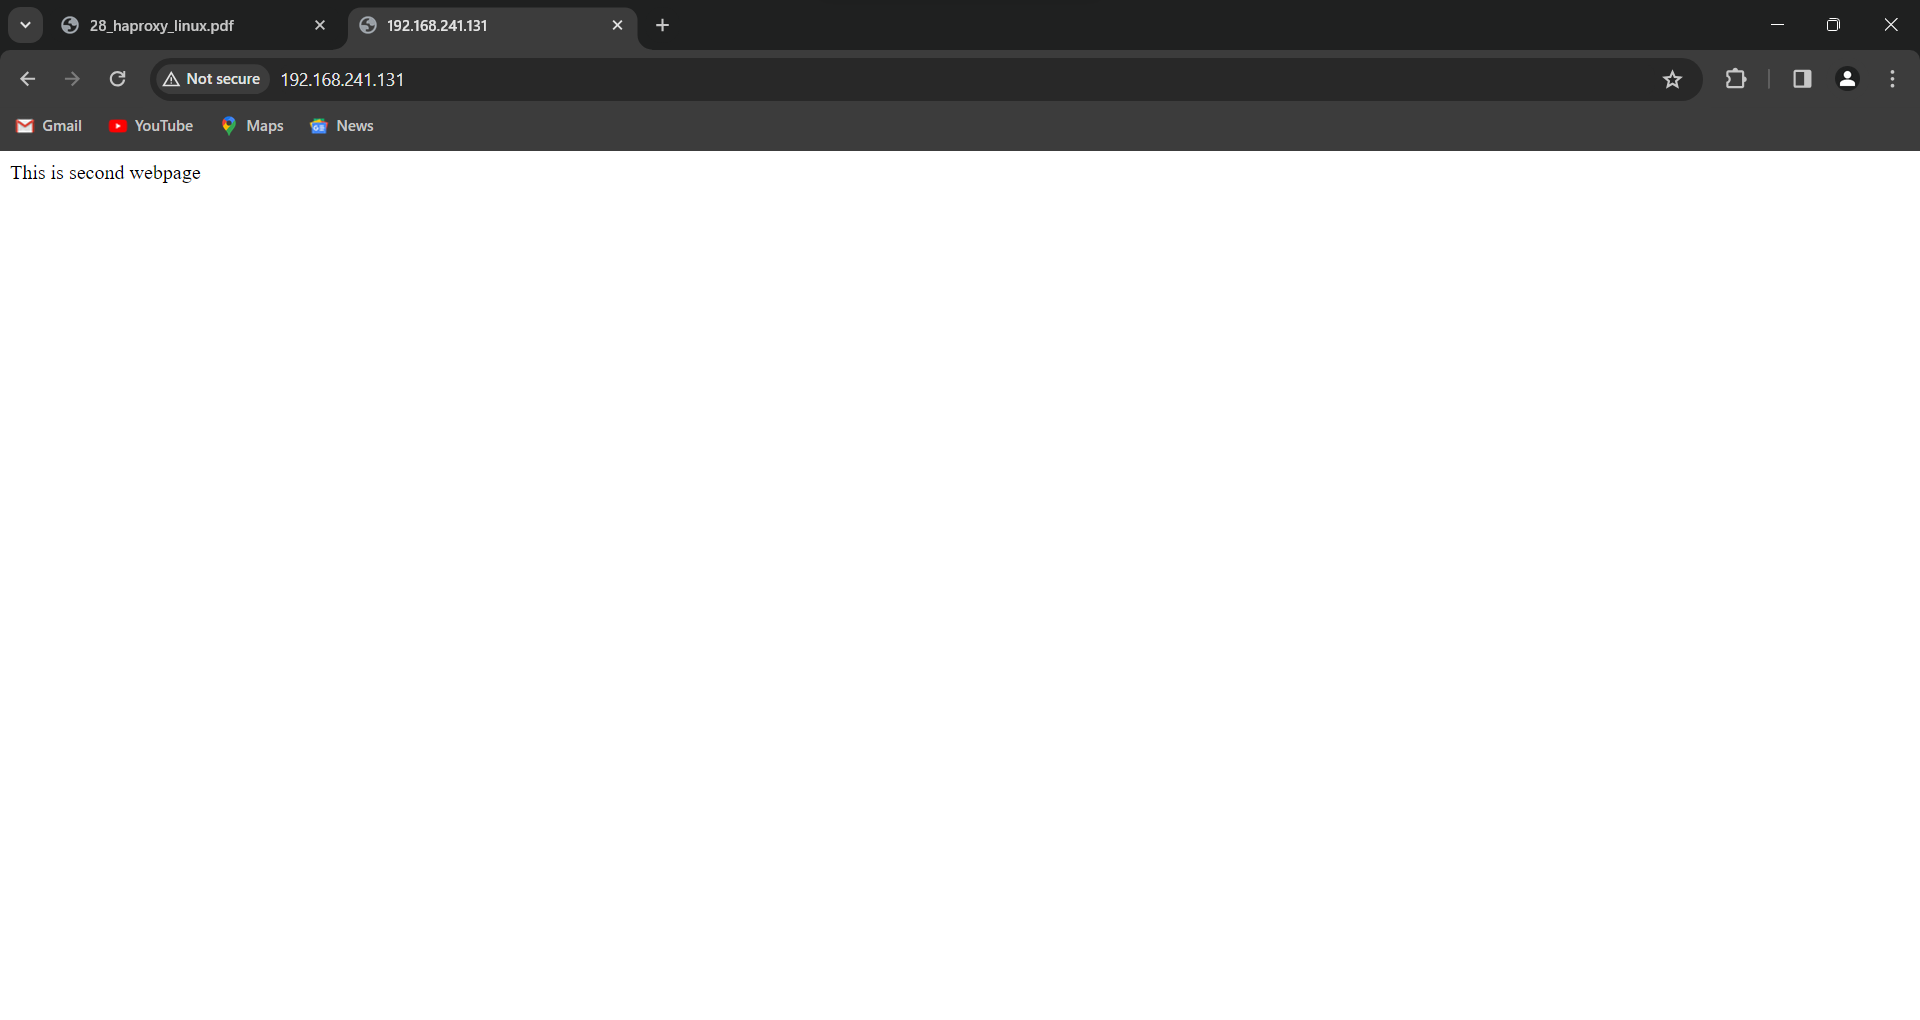 28_haproxy_linux.pdf
192.168.241.131
Not secure
192.168.241.131
Gmail
YouTube
Maps
News
This is second webpage